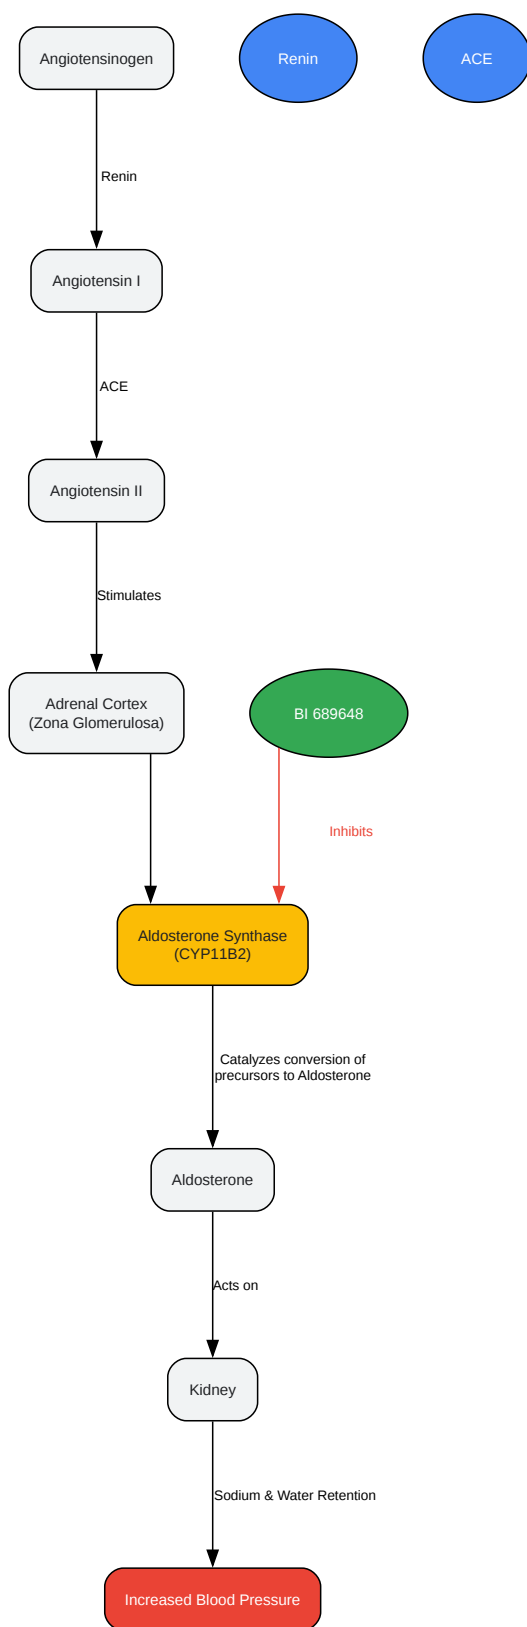 Angiotensinogen
Renin
ACE
Renin
Angiotensin I
ACE
Angiotensin II
Stimulates
Adrenal Cortex
(Zona Glomerulosa)
BI 689648
Inhibits
Aldosterone Synthase
(CYP11B2)
Catalyzes conversion of
precursors to Aldosterone
Aldosterone
Acts on
Kidney
Sodium & Water Retention
Increased Blood Pressure